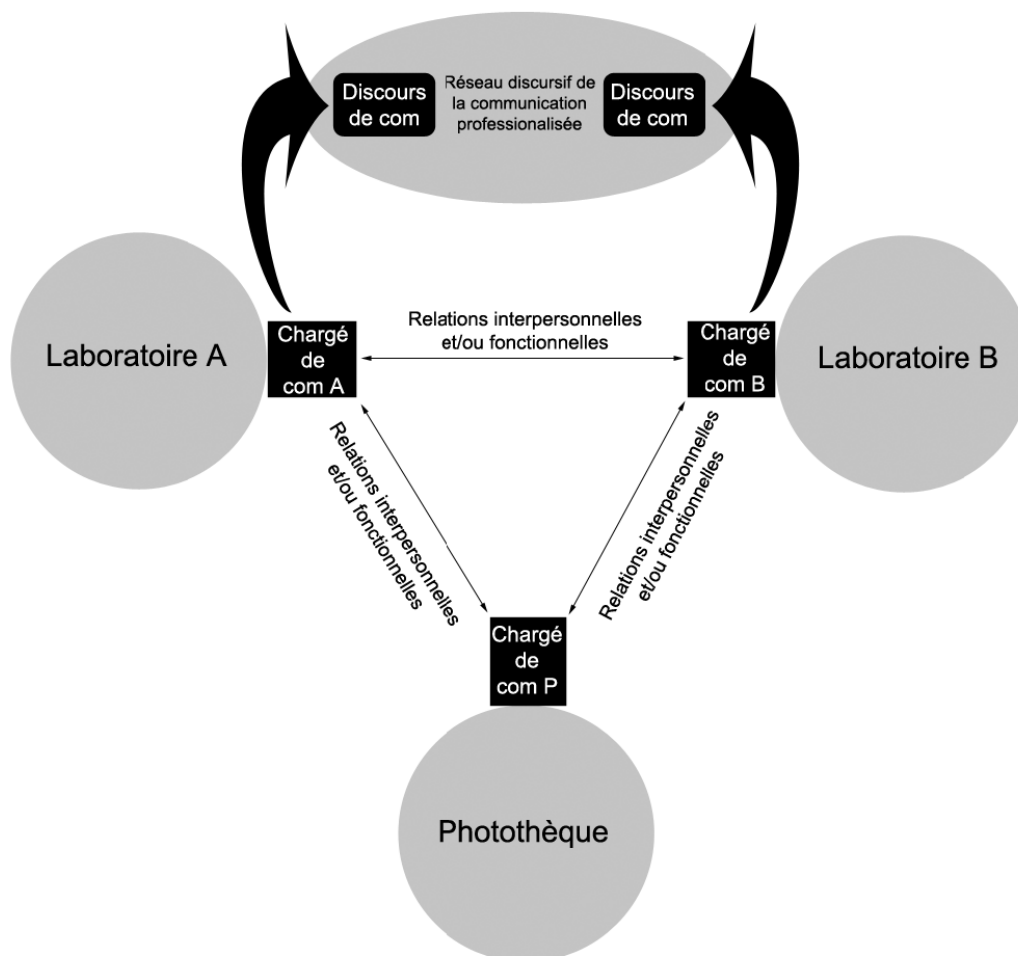 Discours
de com
Réseau discursif de
la communication
professionalisée
Discours
de com
Laboratoire A
Chargé
de
com A
Relations interpersonnelles
et/ou fonctionnelles
Chargé
de
com B
Laboratoire B
Relations interpersonnelles
et/ou fonctionnelles
Relations interpersonnelles
et/ou fonctionnelles
Chargé
de
com P
Photothèque